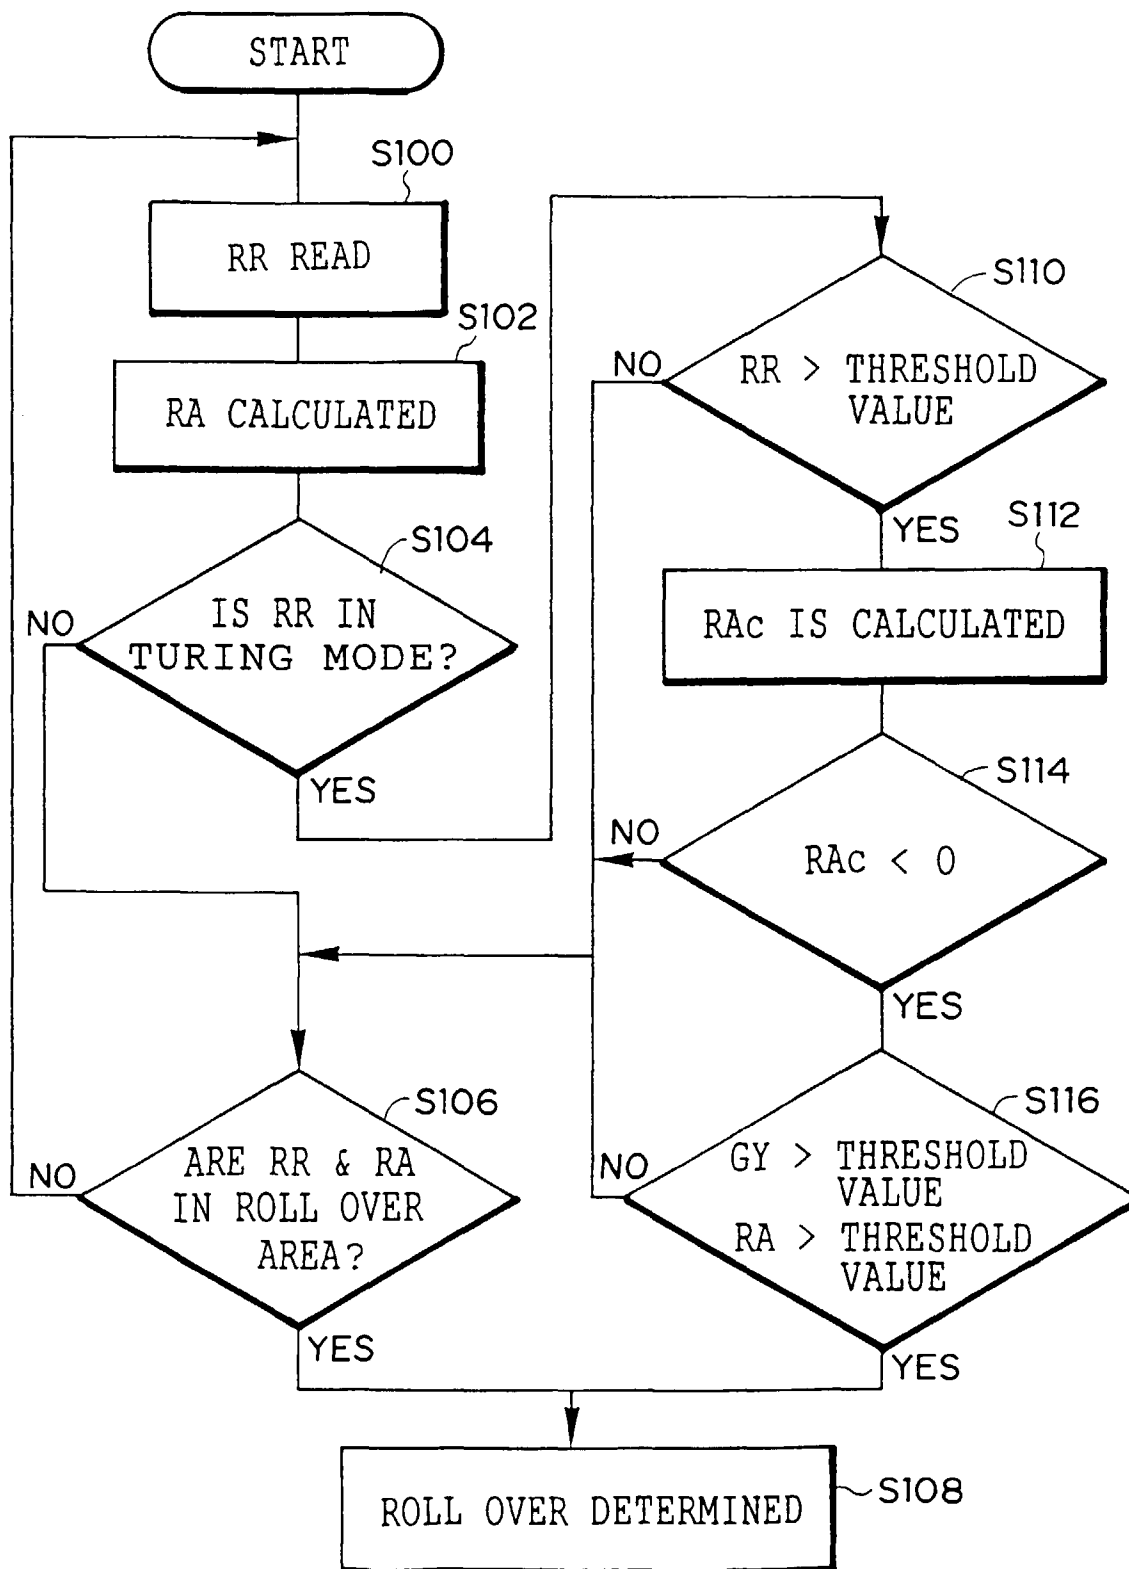 START
S100
RR READ
S102
RA CALCULATED
S104
IS RR IN
TURING MODE?
NO
YES
S110
RR > THRESHOLD
VALUE
NO
YES
S112
RAc IS CALCULATED
S114
RAc < 0
NO
YES
S106
ARE RR & RA
IN ROLL OVER
AREA?
NO
YES
S116
GY > THRESHOLD
VALUE
RA > THRESHOLD
VALUE
NO
YES
S108
ROLL OVER DETERMINED